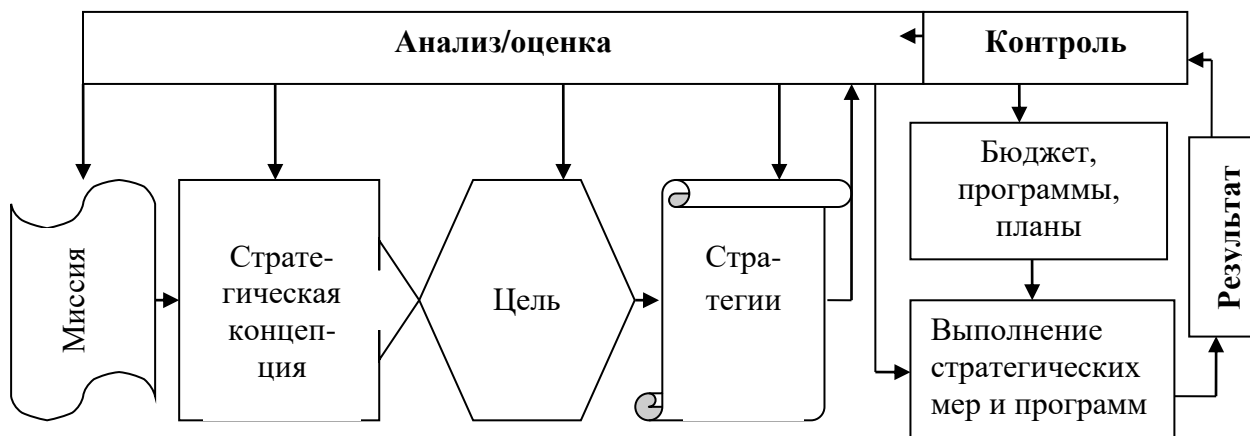 Анализ/оценка
Контроль
Миссия
Страте-
гическая
концеп-
ция
Цель
Стра-
тегии
Бюджет,
программы,
планы
Выполнение
стратегических
мер и программ
Результат